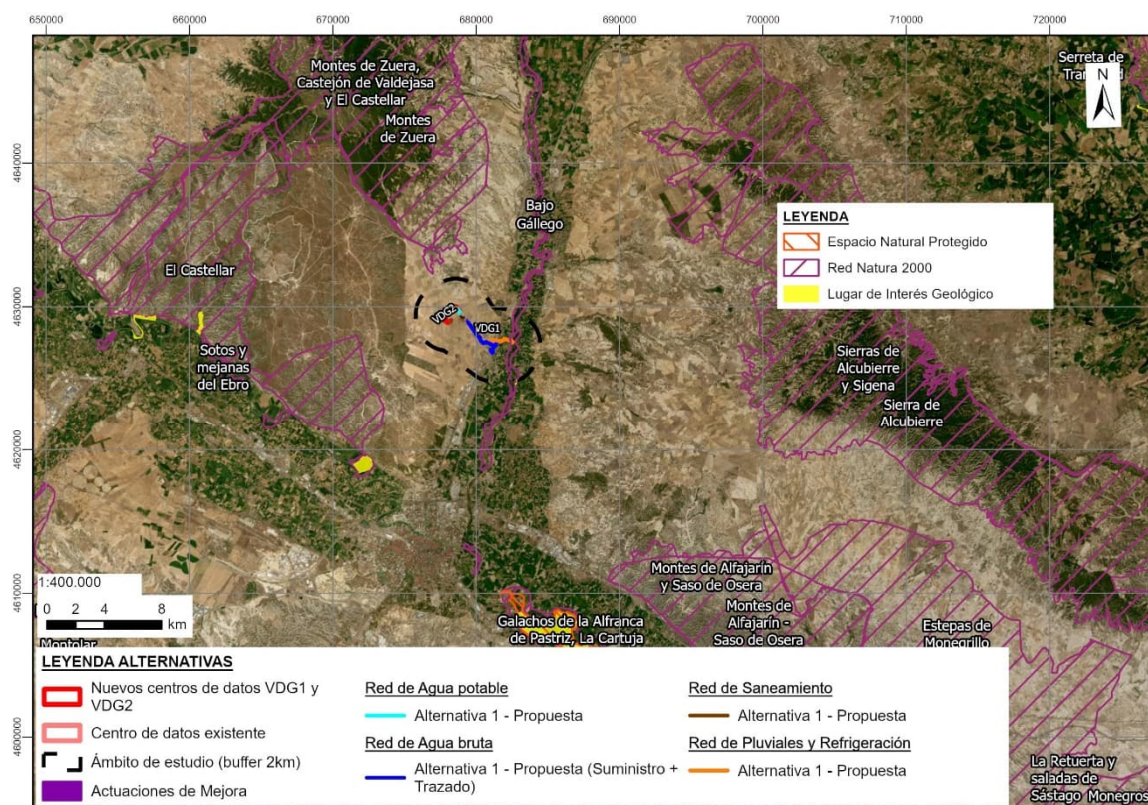 650000 660000 670000 680000 690000 700000 710000 720000
Montes de Zuera,
Castejón de Valdejasa
y El Castellar
Montes
de Zuera
Serreta de
N
4640000
Bajo
Gállego
LEYENDA
Espacio Natural Protegido
Red Natura 2000
Lugar de Interés Geológico
El Castellar
4630000
VDG2
VDG1
Sotos y
mejanas
del Ebro
Sierras de
Alcubierre
y Sigena
Sierra de
Alcubierre
4620000
1:400.000
0 2 4 8
km
4610000
Montes de Alfajarín
y Saso de Osera
Galachos de la Alfranca
de Pastriz, La Cartuja
Montes de
Alfajarín -
Saso de Osera
Estepas de
Monegrillo
LEYENDA ALTERNATIVAS
Nuevos centros de datos VDG1 y
VDG2
Centro de datos existente
Ámbito de estudio (buffer 2km)
Actuaciones de Mejora
Red de Agua potable
Alternativa 1 - Propuesta
Red de Agua bruta
Alternativa 1 - Propuesta (Suministro +
Trazado)
Red de Saneamiento
Alternativa 1 - Propuesta
Red de Pluviales y Refrigeración
Alternativa 1 - Propuesta
4600000
La Retuerta y
saladas de
Sástago Monegros